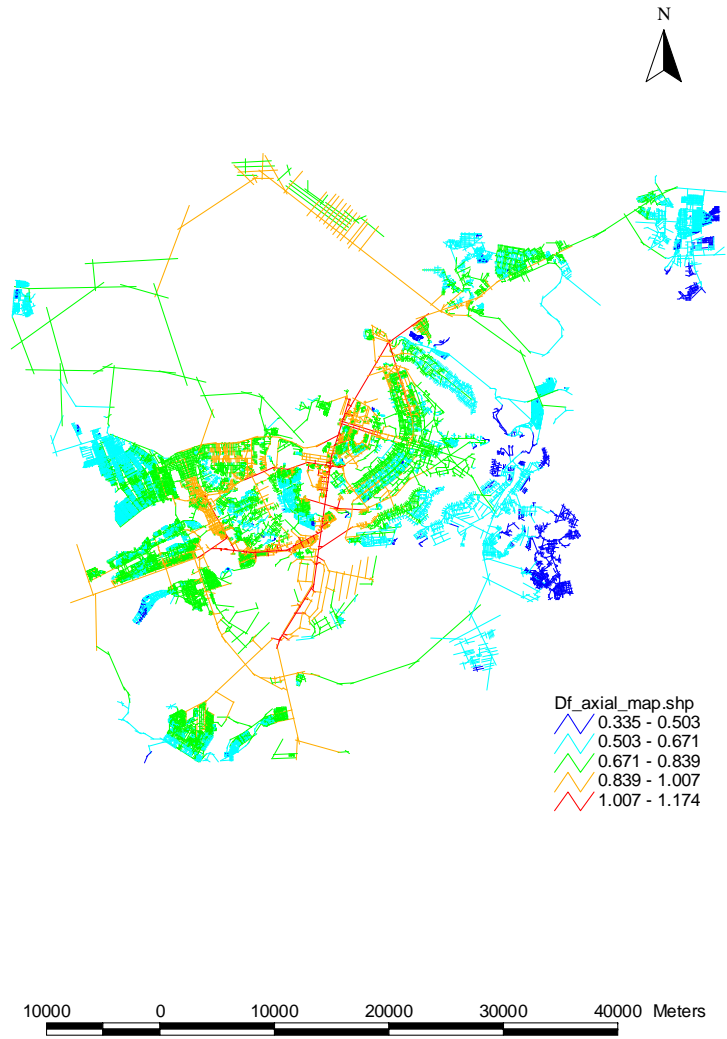 N
Df_axial_map.shp
0.335 - 0.503
0.503 - 0.671
0.671 - 0.839
0.839 - 1.007
1.007 - 1.174
10000 0 10000 20000 30000 40000 Meters